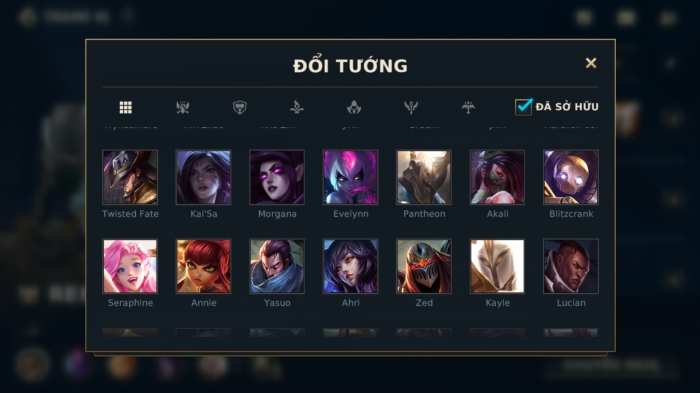 ĐỔI TƯỚNG
ĐÃ SỞ HỮU
Twisted Fate Kai'Sa Morgana Evelynn Pantheon Akali Blitzcrank
Seraphine Annie Yasuo Ahri Zed Kayle Lucian